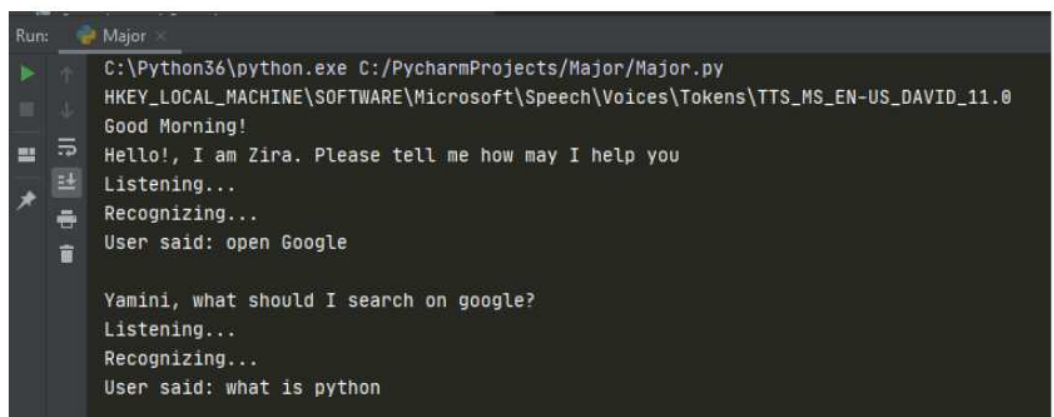 Run: Major
C:\Python36\python.exe C:/PycharmProjects/Major/Major.py
HKEY_LOCAL_MACHINE\SOFTWARE\Microsoft\Speech\Voices\Tokens\TTS_MS_EN-US_DAVID_11.0
Good Morning!
Hello!, I am Zira. Please tell me how may I help you
Listening...
Recognizing...
User said: open Google
Yamini, what should I search on google?
Listening...
Recognizing...
User said: what is python